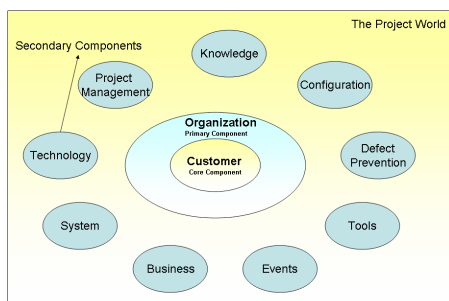 The Project World
Secondary Components
Knowledge
Project
Management
Configuration
Organization
Primary Component
Technology
Customer
Core Component
Defect
Prevention
System
Tools
Business
Events